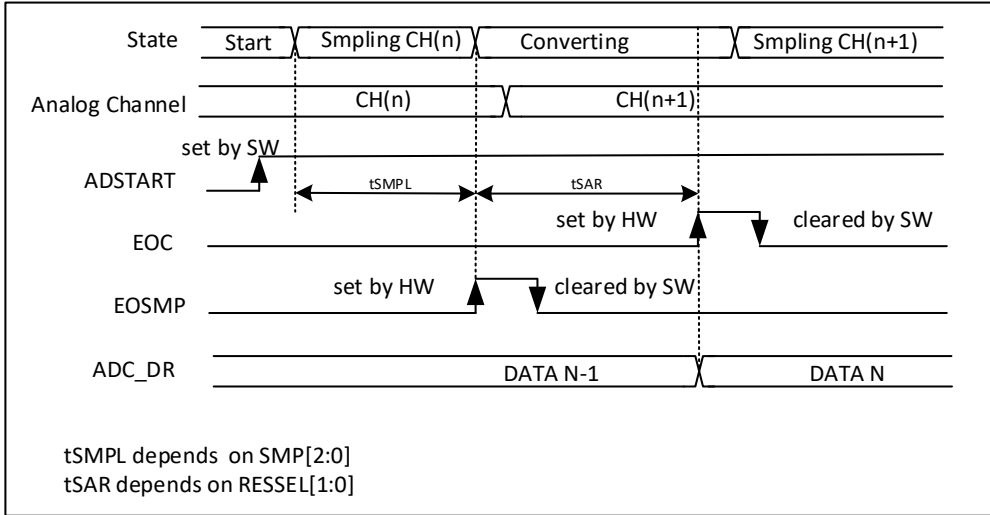 State Start Smpling CH(n) Converting Smpling CH(n+1)
Analog Channel CH(n) CH(n+1)
set by SW
ADSTART tSMPL tSAR
set by HW cleared by SW
EOC
set by HW cleared by SW
EOSMP
ADC_DR DATA N-1 DATA N
tSMPL depends on SMP[2:0]
tSAR depends on RESSEL[1:0]